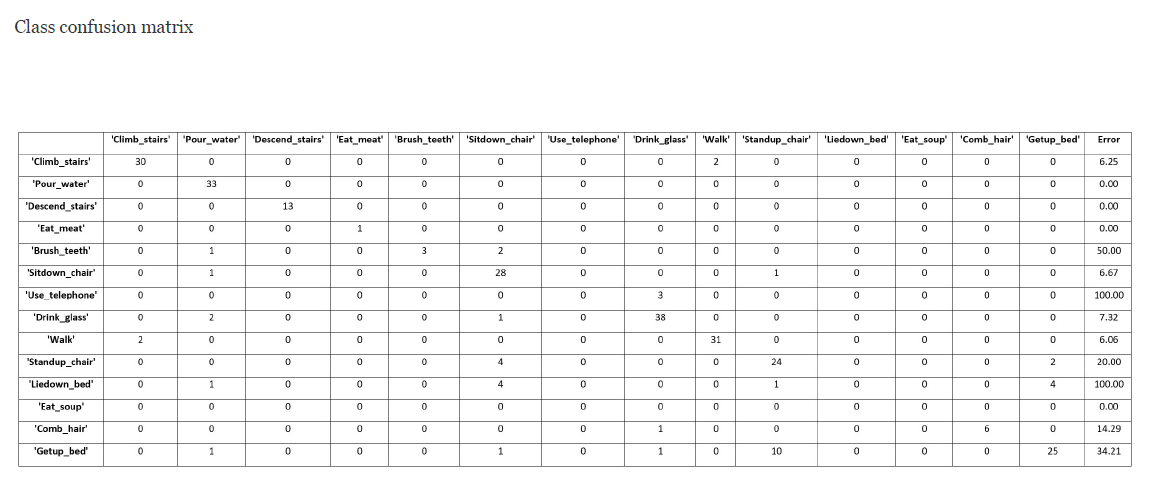 Class confusion matrix
'Climb_stairs' 'Pour_water' 'Descend_stairs' 'Eat_meat' 'Brush_teeth' 'Sitdown_chair' 'Use_telephone' 'Drink_glass' 'Walk' 'Standup_chair' 'Liedown_bed' 'Eat_soup' 'Comb_hair' 'Getup_bed' Error
'Climb_stairs' 30 0 0 0 0 0 0 0 2 0 0 0 0 0 6.25
'Pour_water' 0 33 0 0 0 0 0 0 0 0 0 0 0 0 0.00
'Descend_stairs' 0 0 13 0 0 0 0 0 0 0 0 0 0 0 0.00
'Eat_meat' 0 0 0 1 0 0 0 0 0 0 0 0 0 0 0.00
'Brush_teeth' 0 1 0 0 3 2 0 0 0 0 0 0 0 0 50.00
'Sitdown_chair' 0 1 0 0 0 28 0 0 0 1 0 0 0 0 6.67
'Use_telephone' 0 0 0 0 0 0 0 3 0 0 0 0 0 0 100.00
'Drink_glass' 0 2 0 0 0 1 0 38 0 0 0 0 0 0 7.32
'Walk' 2 0 0 0 0 0 0 0 31 0 0 0 0 0 6.06
'Standup_chair' 0 0 0 0 0 4 0 0 0 24 0 0 0 2 20.00
'Liedown_bed' 0 1 0 0 0 4 0 0 0 1 0 0 0 4 100.00
'Eat_soup' 0 0 0 0 0 0 0 0 0 0 0 0 0 0 0.00
'Comb_hair' 0 0 0 0 0 0 0 1 0 0 0 0 6 0 14.29
'Getup_bed' 0 1 0 0 0 1 0 1 0 10 0 0 0 25 34.21